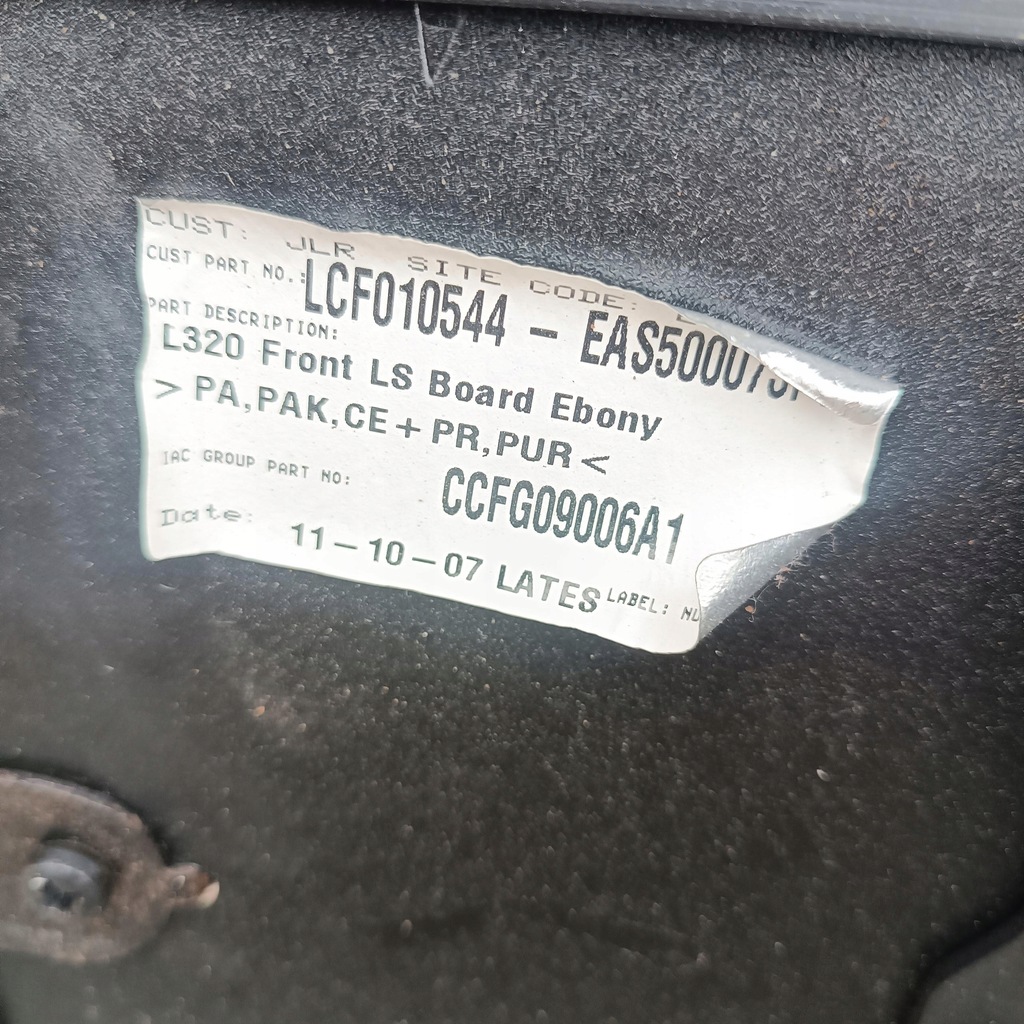 CUST: JLR SITE CODE:
CUST PART NO.: LCF010544 - 
PART DESCRIPTION:
L320 Front LS Board Ebony
> PA,PAK,CE+PR,PUR <
IAC GROUP PART NO: CCFG09006A1
Date: 11-10-07 LATES LABEL: